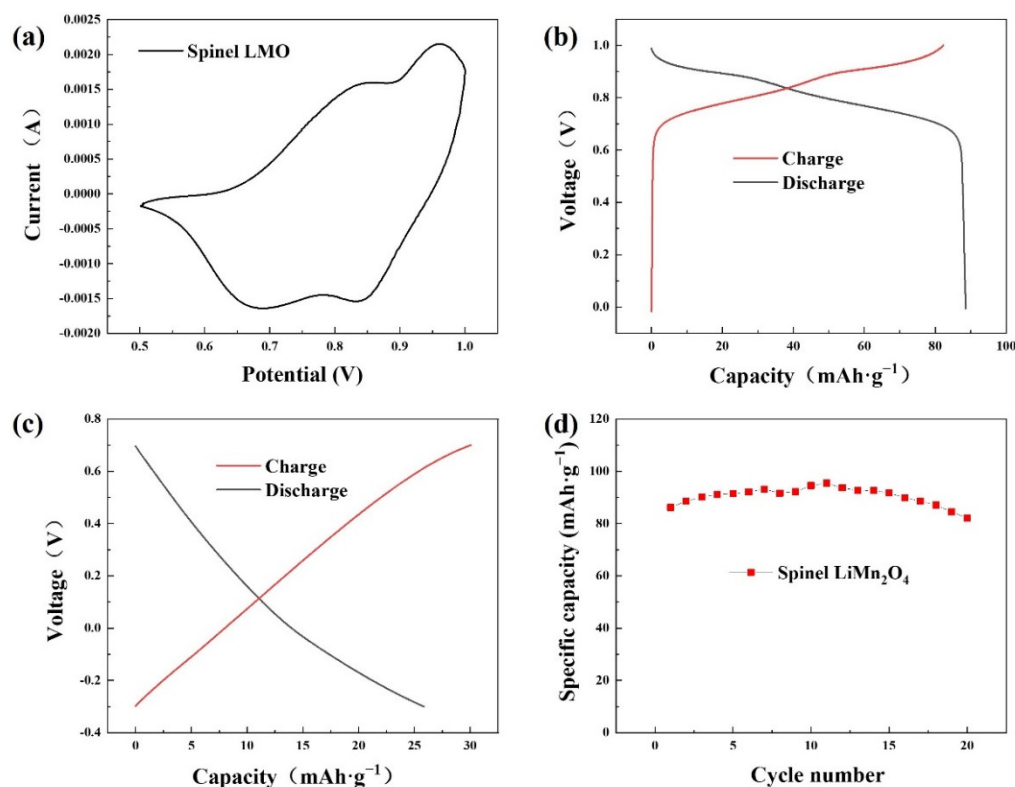 (a)
Spinel LMO
Current (A)
0.0025
0.0020
0.0015
0.0010
0.0005
0.0000
-0.0005
-0.0010
-0.0015
-0.0020
0.5 0.6 0.7 0.8 0.9 1.0
Potential (V)
(b)
Charge
Discharge
Voltage (V)
1.0
0.8
0.6
0.4
0.2
0.0
0 20 40 60 80 100
Capacity (mAh·g⁻¹)
(c)
Charge
Discharge
Voltage (V)
0.8
0.6
0.4
0.2
0.0
-0.2
-0.4
0 5 10 15 20 25 30
Capacity (mAh·g⁻¹)
(d)
Spinel LiMn₂O₄
Specific capacity (mAh·g⁻¹)
120
100
80
60
40
20
0
0 5 10 15 20
Cycle number